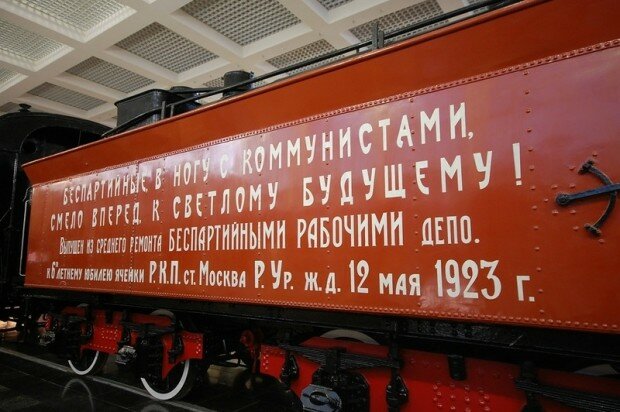 БЕСПАРТИЙНЫЕ В НОГУ С КОММУНИСТАМИ,
СМЕЛО ВПЕРЕД К СВЕТЛОМУ БУДУЩЕМУ!
ВЫПУЩЕН ИЗ СРЕДНЕГО РЕМОНТА БЕСПАРТИЙНЫМИ РАБОЧИМИ ДЕПО.
К 6ЛЕТНЕМУ ЮБИЛЕЮ ЯЧЕЙКИ Р.К.П. СТ. МОСКВА Р.УР. Ж.Д. 12 МАЯ 1923 Г.